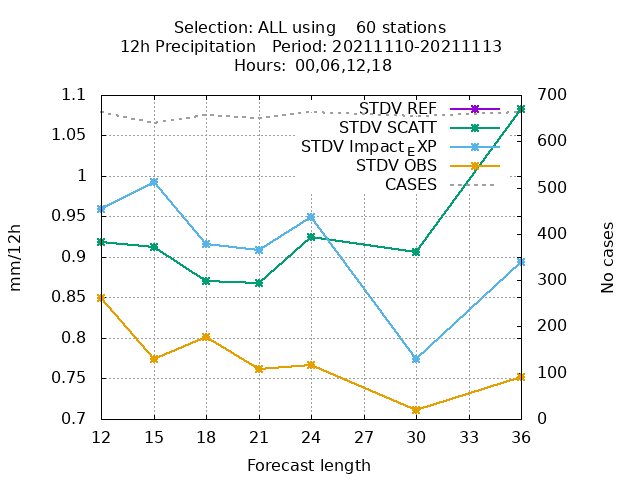 Selection: ALL using    60 stations
12h Precipitation   Period: 20211110-20211113
Hours:  00,06,12,18
1.1
1.05
1
0.95
0.9
0.85
0.8
0.75
0.7
mm/12h
STDV REF
STDV SCATT
STDV Impact_EXP
STDV OBS
CASES
700
600
500
400
300
200
100
0
No cases
12 15 18 21 24 27 30 33 36
Forecast length